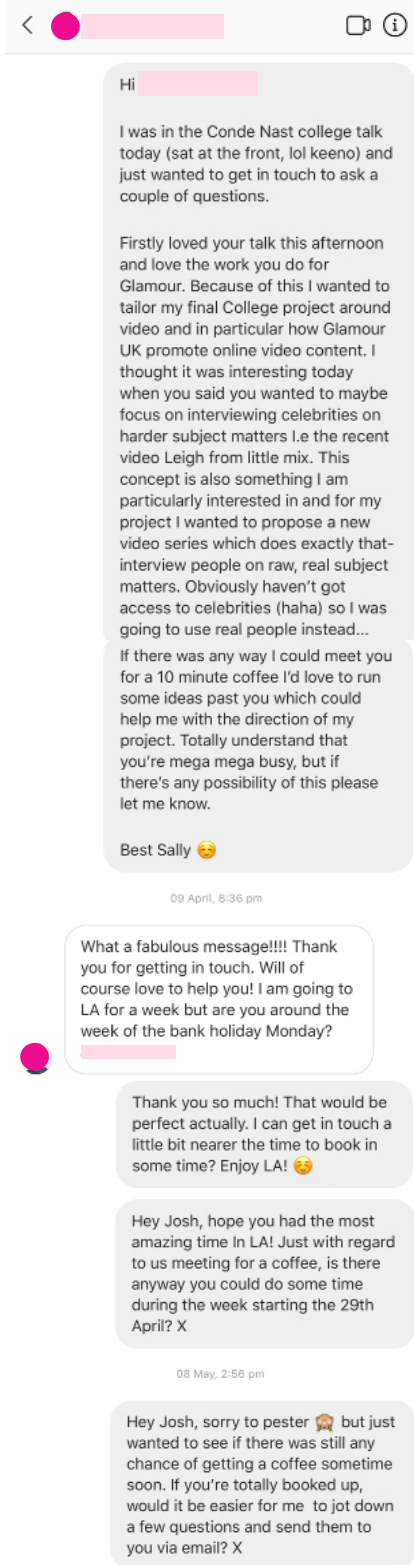 Hi
I was in the Conde Nast college talk
today (sat at the front, lol keeno) and
just wanted to get in touch to ask a
couple of questions.
Firstly loved your talk this afternoon
and love the work you do for
Glamour. Because of this I wanted to
tailor my final College project around
video and in particular how Glamour
UK promote online video content. I
thought it was interesting today
when you said you wanted to maybe
focus on interviewing celebrities on
harder subject matters I.e the recent
video Leigh from little mix. This
concept is also something I am
particularly interested in and for my
project I wanted to propose a new
video series which does exactly that-
interview people on raw, real subject
matters. Obviously haven't got
access to celebrities (haha) so I was
going to use real people instead...
If there was any way I could meet you
for a 10 minute coffee I'd love to run
some ideas past you which could
help me with the direction of my
project. Totally understand that
you're mega mega busy, but if
there's any possibility of this please
let me know.
Best Sally ☺️
09 April, 8:36 pm
What a fabulous message!!!! Thank
you for getting in touch. Will of
course love to help you! I am going to
LA for a week but are you around the
week of the bank holiday Monday?
Thank you so much! That would be
perfect actually. I can get in touch a
little bit nearer the time to book in
some time? Enjoy LA! ☺️
Hey Josh, hope you had the most
amazing time In LA! Just with regard
to us meeting for a coffee, is there
anyway you could do some time
during the week starting the 29th
April? X
08 May, 2:56 pm
Hey Josh, sorry to pester 🙈 but just
wanted to see if there was still any
chance of getting a coffee sometime
soon. If you're totally booked up,
would it be easier for me to jot down
a few questions and send them to
you via email? X